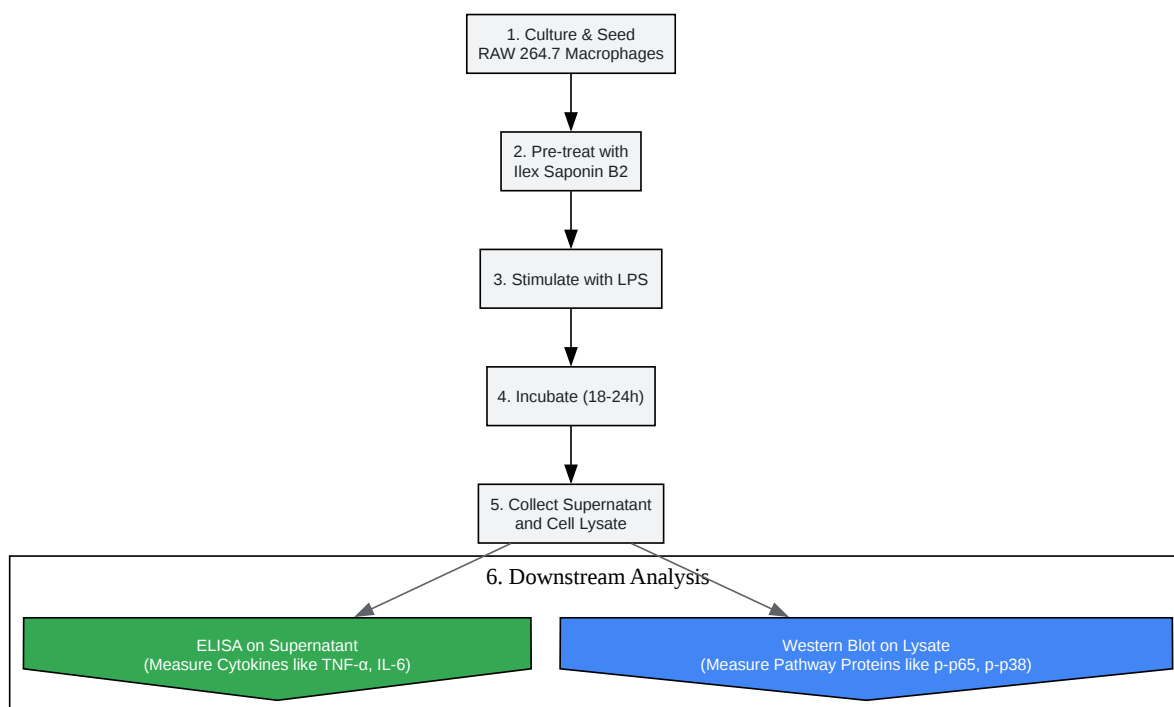 1. Culture & Seed
RAW 264.7 Macrophages
2. Pre-treat with
Ilex Saponin B2
3. Stimulate with LPS
4. Incubate (18-24h)
5. Collect Supernatant
and Cell Lysate
6. Downstream Analysis
ELISA on Supernatant
(Measure Cytokines like TNF-α, IL-6)
Western Blot on Lysate
(Measure Pathway Proteins like p-p65, p-p38)